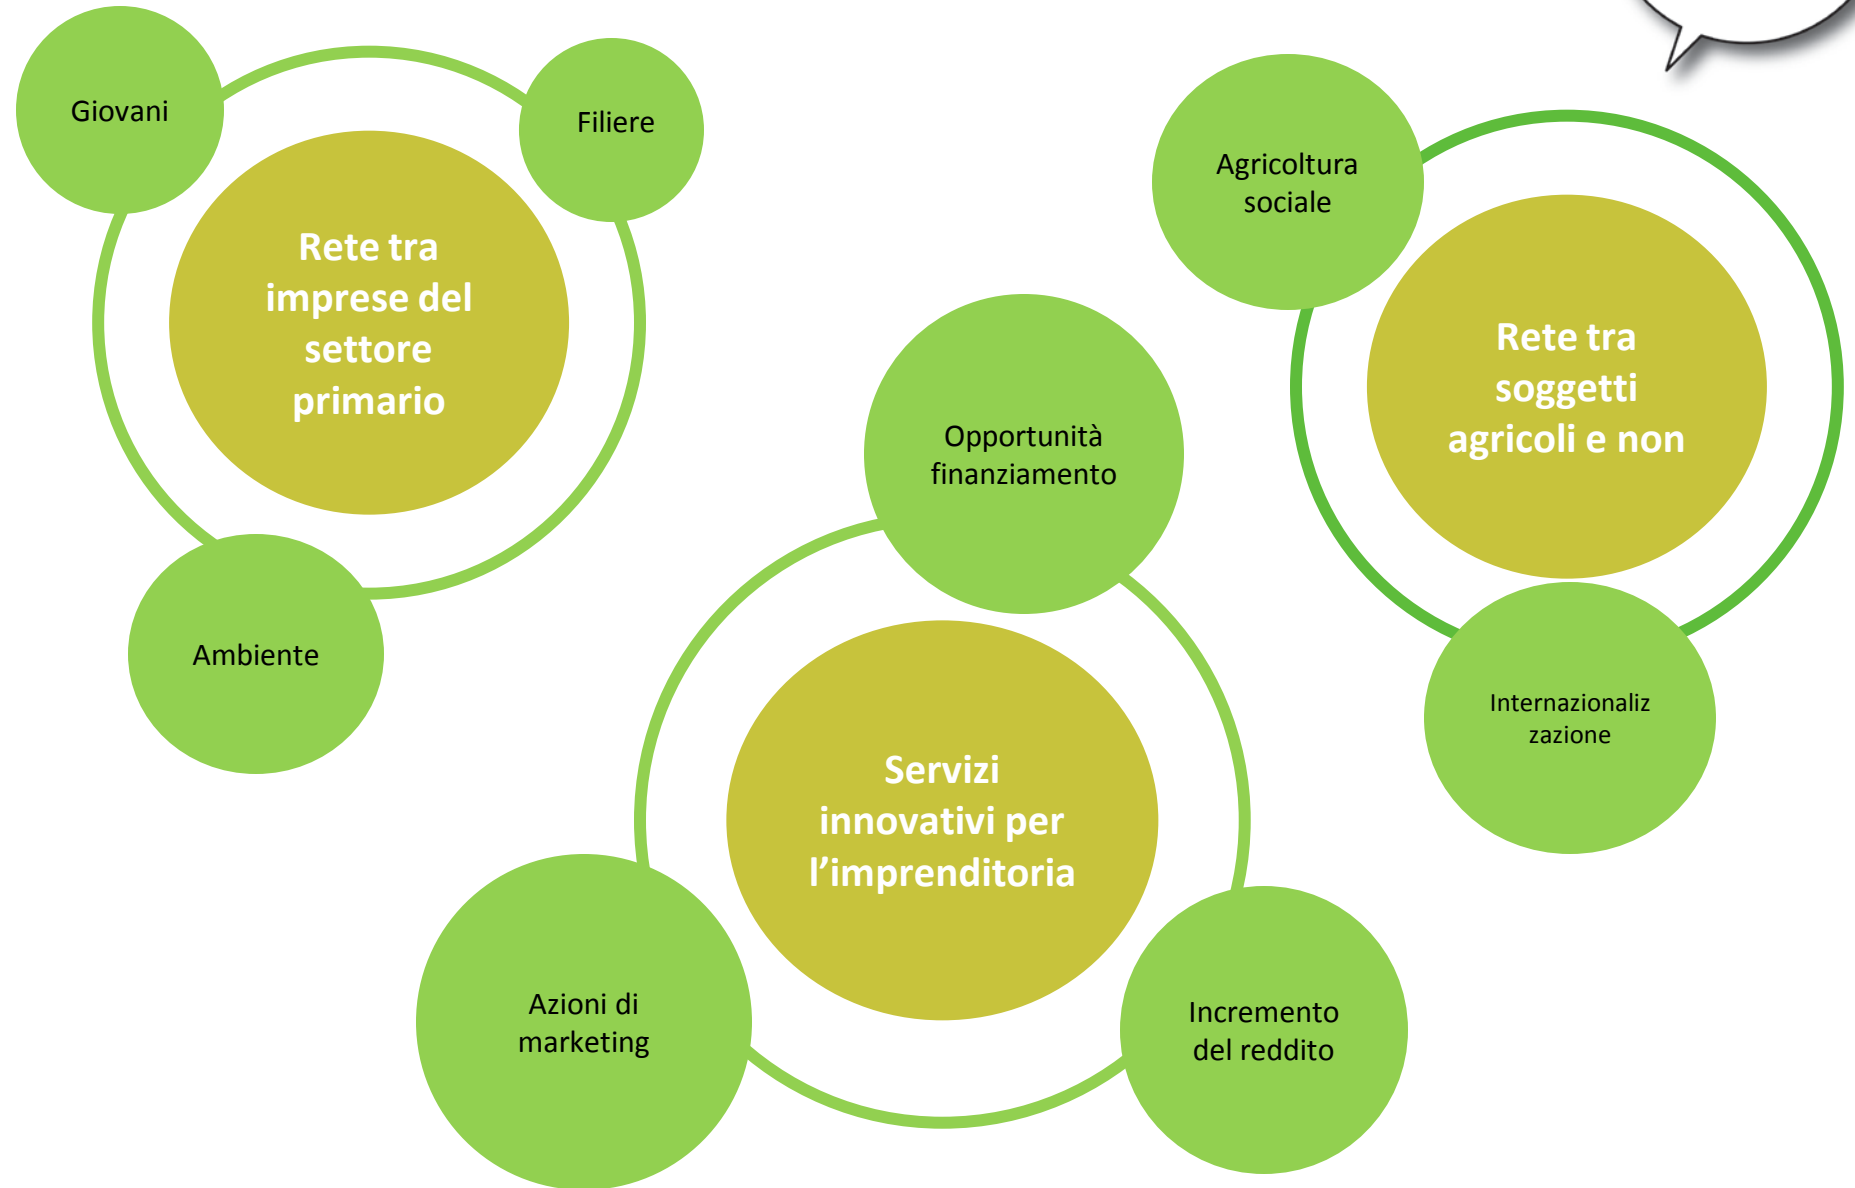 Giovani
Filiere
Rete tra
imprese del
settore
primario
Ambiente
Agricoltura
sociale
Rete tra
soggetti
agricoli e non
Internazionaliz
zazione
Opportunità
finanziamento
Servizi
innovativi per
l’imprenditoria
Azioni di
marketing
Incremento
del reddito